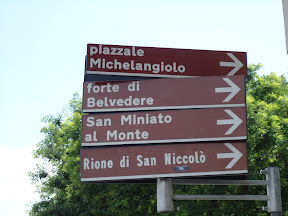 piazzale
Michelangiolo
forte di
Belvedere
San Miniato
al Monte
Rione di San Niccolò